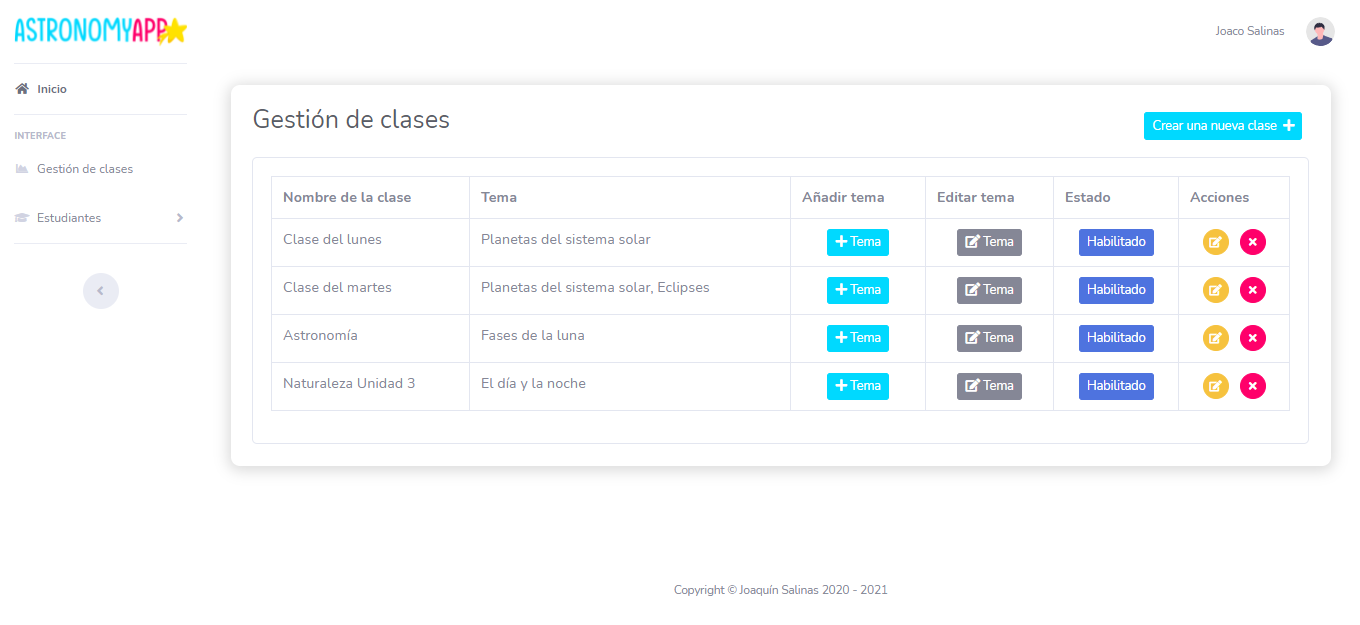 ASTRONOMYAPP
Joaco Salinas
Inicio
INTERFACE
Gestión de clases
Estudiantes
Gestión de clases
Crear una nueva clase
Nombre de la clase Tema Añadir tema Editar tema Estado Acciones
Clase del lunes Planetas del sistema solar Tema Tema Habilitado
Clase del martes Planetas del sistema solar, Eclipses Tema Tema Habilitado
Astronomía Fases de la luna Tema Tema Habilitado
Naturaleza Unidad 3 El día y la noche Tema Tema Habilitado
Copyright © Joaquín Salinas 2020 - 2021